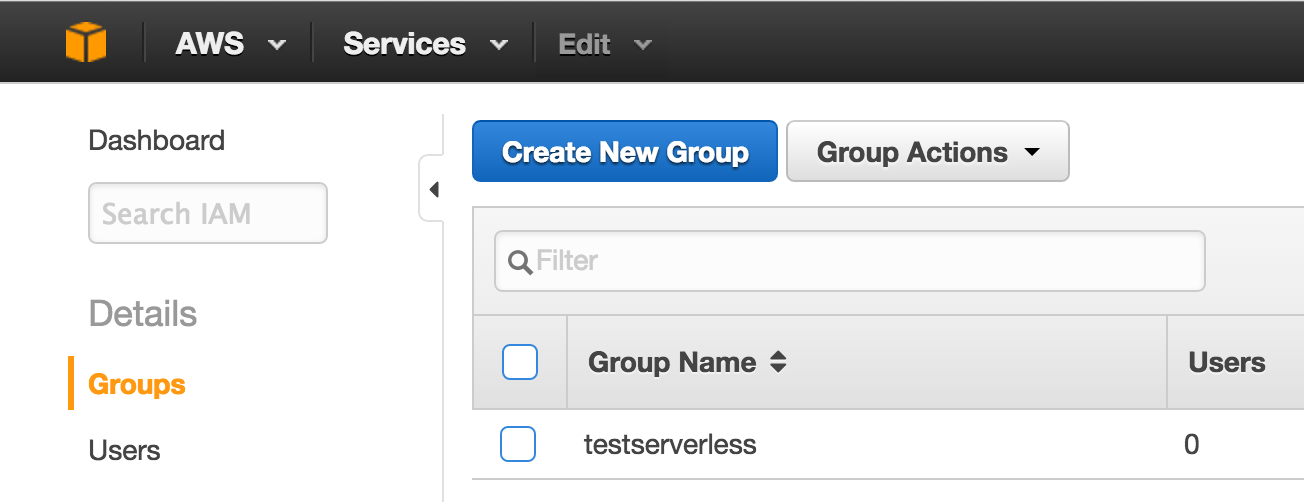 AWS Services Edit
Dashboard
Search IAM
Details
Groups
Users
Create New Group Group Actions
Filter
Group Name Users
testserverless 0